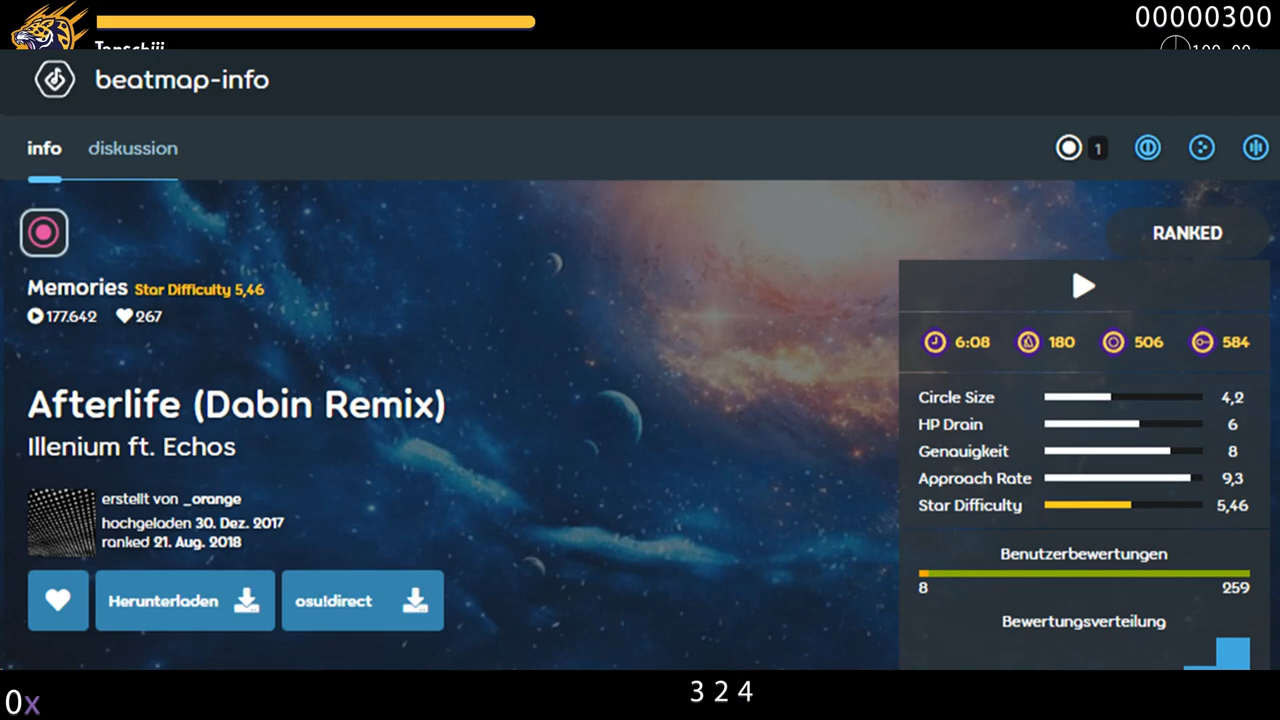 00000300
beatmap-info
info diskussion 1
RANKED
Memories Star Difficulty 5,46
177.642 267
6:08 180 506 584
Afterlife (Dabin Remix)
Illenium ft. Echos
erstellt von _orange
hochgeladen 30. Dez. 2017
ranked 21. Aug. 2018
Herunterladen osu!direct
Circle Size 4,2
HP Drain 6
Genauigkeit 8
Approach Rate 9,3
Star Difficulty 5,46
Benutzerbewertungen
8 259
Bewertungsverteilung
0x
3 2 4